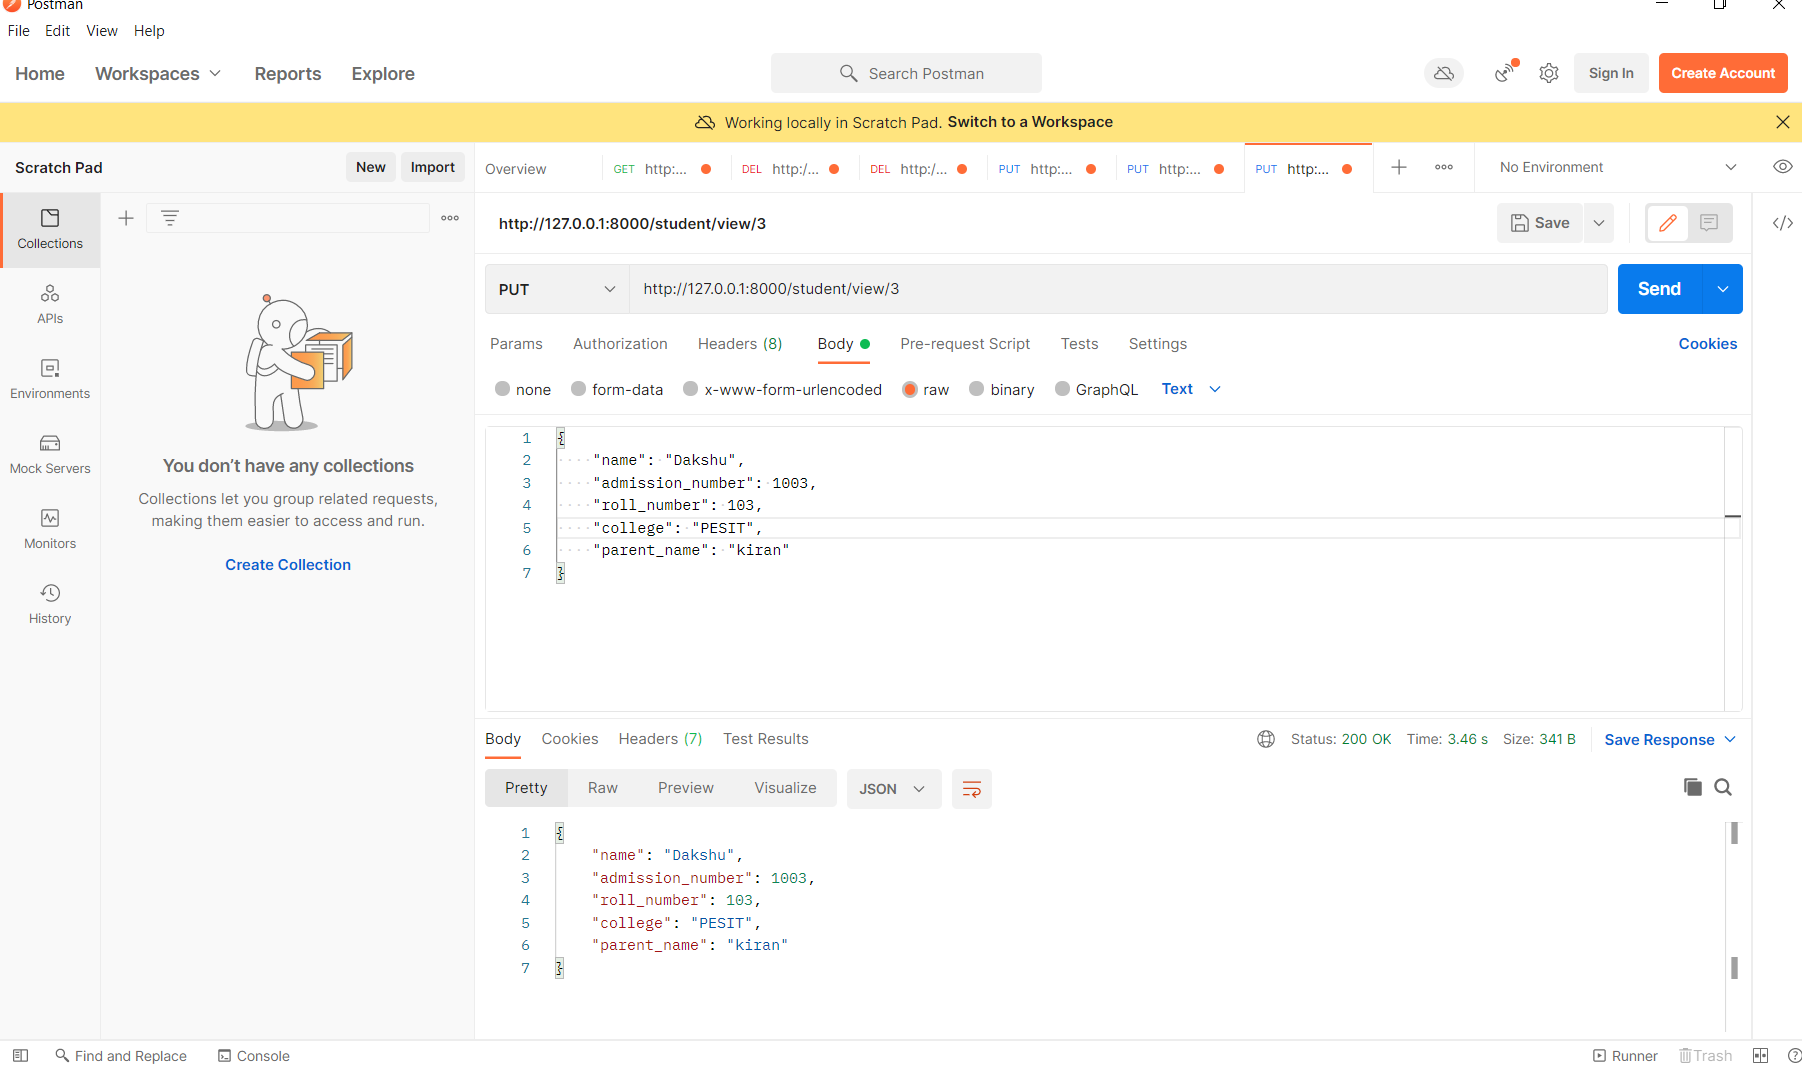 Postman
File Edit View Help
Home Workspaces Reports Explore
Search Postman
Sign In
Create Account
Working locally in Scratch Pad. Switch to a Workspace
Scratch Pad
New Import
Overview
GET http:...
DEL http:/...
DEL http:/...
PUT http:...
PUT http:...
PUT http:...
No Environment
Collections
APIs
Environments
Mock Servers
Monitors
History
You don’t have any collections
Collections let you group related requests,
making them easier to access and run.
Create Collection
http://127.0.0.1:8000/student/view/3
Save
PUT http://127.0.0.1:8000/student/view/3
Send
Params Authorization Headers (8) Body Pre-request Script Tests Settings
Cookies
none form-data x-www-form-urlencoded raw binary GraphQL Text
1 {
2 "name": "Dakshu",
3 "admission_number": 1003,
4 "roll_number": 103,
5 "college": "PESIT",
6 "parent_name": "kiran"
7 }
Body Cookies Headers (7) Test Results
Status: 200 OK Time: 3.46 s Size: 341 B
Save Response
Pretty Raw Preview Visualize JSON
1 {
2 "name": "Dakshu",
3 "admission_number": 1003,
4 "roll_number": 103,
5 "college": "PESIT",
6 "parent_name": "kiran"
7 }
Find and Replace Console
Runner Trash